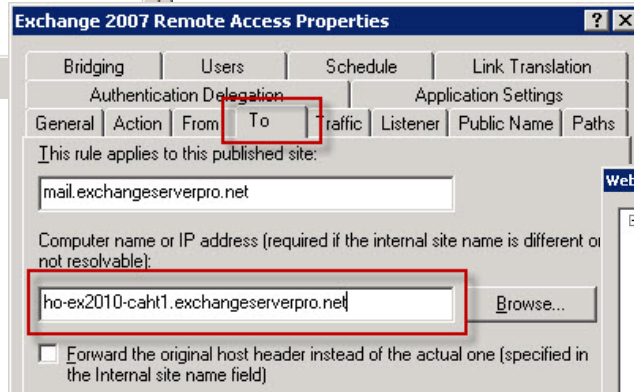 Exchange 2007 Remote Access Properties
Bridging Users Schedule Link Translation
Authentication Delegation Application Settings
General Action From To Traffic Listener Public Name Paths
This rule applies to this published site:
mail.exchangeserverpro.net
Web
Computer name or IP address (required if the internal site name is different or
not resolvable):
ho-ex2010-caht1.exchangeserverpro.net
Browse...
Forward the original host header instead of the actual one (specified in
the Internal site name field)